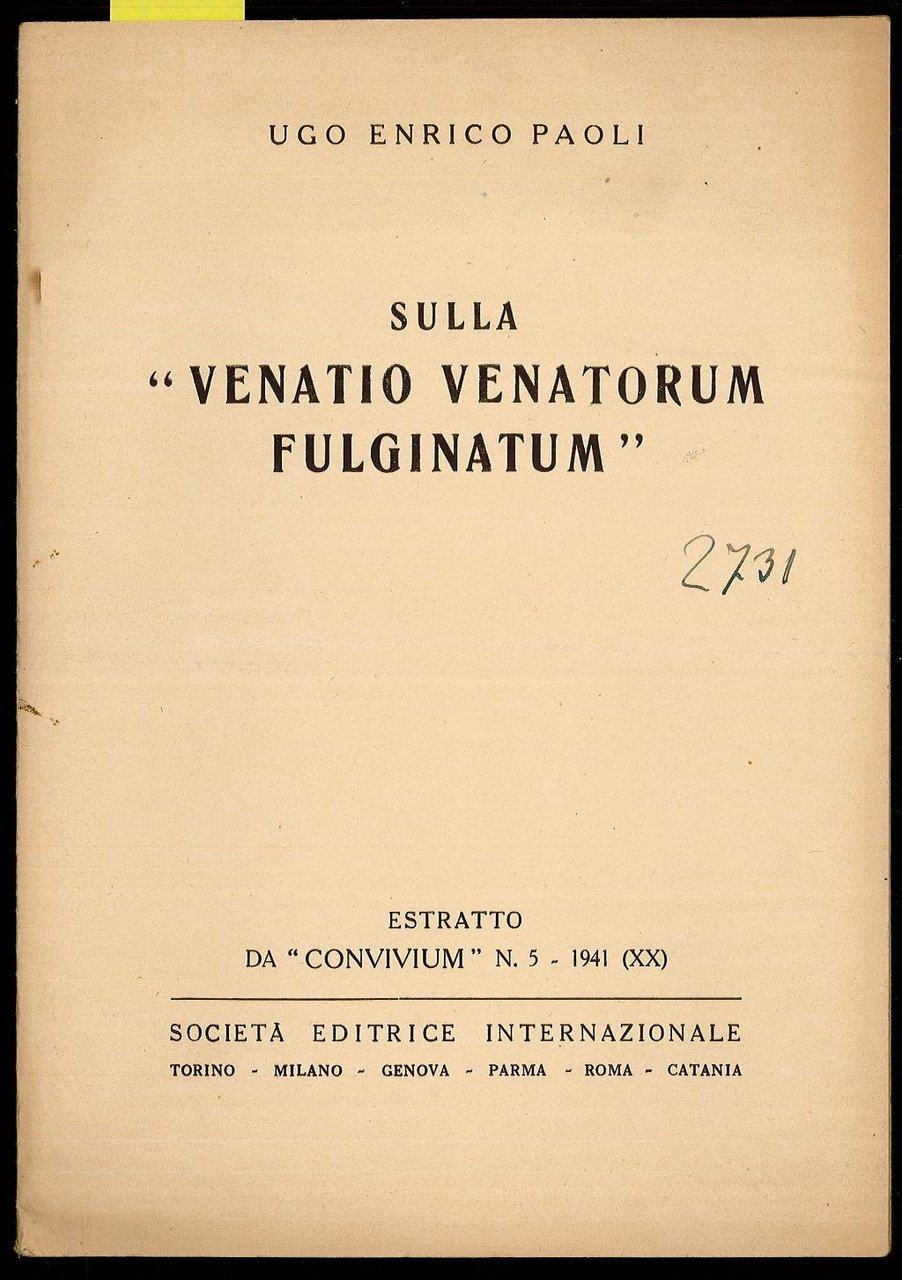 UGO ENRICO PAOLI
SULLA
“ VENATIO VENATORUM
FULGINATUM ”
2731
ESTRATTO
DA “ CONVIVIUM ” N. 5 - 1941 (XX)
SOCIETÀ EDITRICE INTERNAZIONALE
TORINO - MILANO - GENOVA - PARMA - ROMA - CATANIA